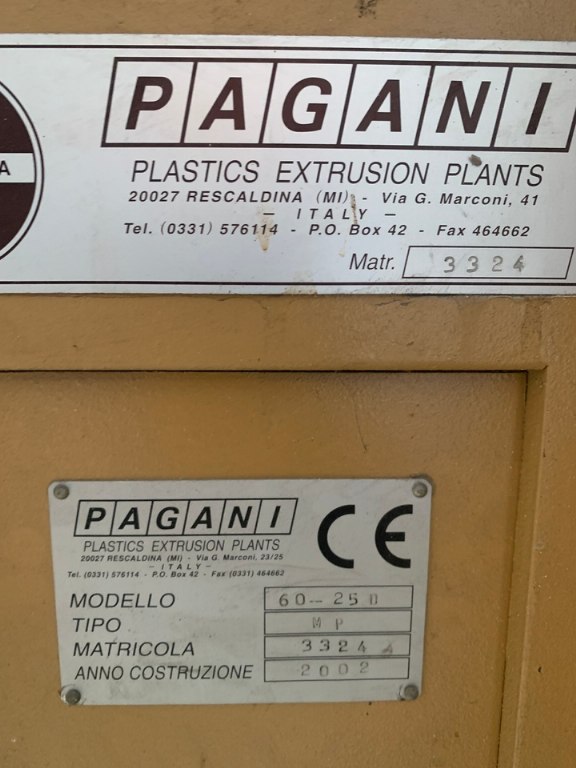 A
PAGANI
PLASTICS EXTRUSION PLANTS
20027 RESCALDINA (MI) - Via G. Marconi, 41
— ITALY —
Tel. (0331) 576114 - P.O. Box 42 - Fax 464662
Matr. 3324
PAGANI
PLASTICS EXTRUSION PLANTS
20027 RESCALDINA (MI) - Via G. Marconi, 23/25
— ITALY —
Tel. (0331) 576114 - P.O. Box 42 - Fax (0331) 464662
CE
MODELLO 60-25D
TIPO MP
MATRICOLA 3324
ANNO COSTRUZIONE 2002